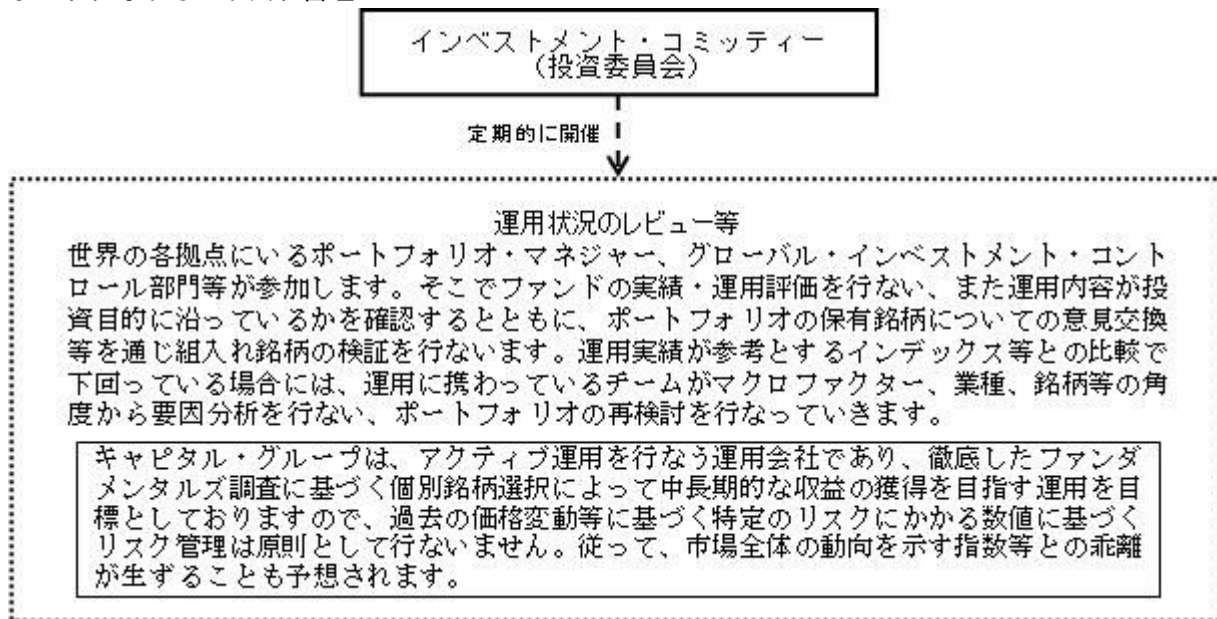 インベストメント・コミッティー
（投資委員会）
定期的に開催
運用状況のレビュー等
世界の各拠点にいるポートフォリオ・マネジャー、グローバル・インベストメント・コント
ロール部門等が参加します。そこでファンドの実績・運用評価を行ない、また運用内容が投
資目的に沿っているかを確認するとともに、ポートフォリオの保有銘柄についての意見交換
等を通じ組入れ銘柄の検証を行ないます。運用実績が参考とするインデックス等との比較で
下回っている場合には、運用に携わっているチームがマクロファクター、業種、銘柄等の角
度から要因分析を行ない、ポートフォリオの再検討を行なっていきます。
キャピタル・グループは、アクティブ運用を行なう運用会社であり、徹底したファンダ
メンタルズ調査に基づく個別銘柄選択によって中長期的な収益の獲得を目指す運用を目
標としておりますので、過去の価格変動等に基づく特定のリスクにかかる数値に基づく
リスク管理は原則として行ないません。従って、市場全体の動向を示す指数等との乖離
が生ずることも予想されます。